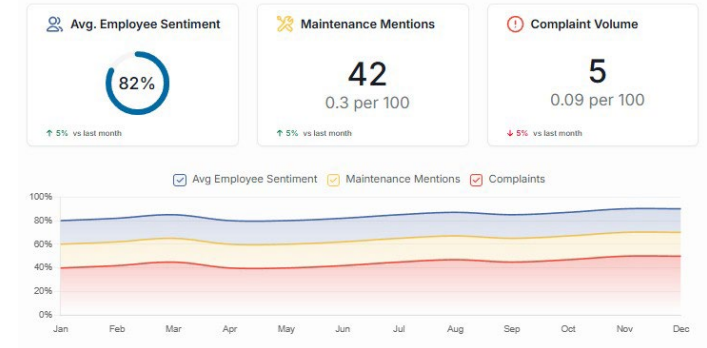 Avg. Employee Sentiment
82%
↑ 5% vs last month
Maintenance Mentions
42
0.3 per 100
↑ 5% vs last month
Complaint Volume
5
0.09 per 100
↓ 5% vs last month
Avg Employee Sentiment Maintenance Mentions Complaints
100%
80%
60%
40%
20%
0%
Jan Feb Mar Apr May Jun Jul Aug Sep Oct Nov Dec